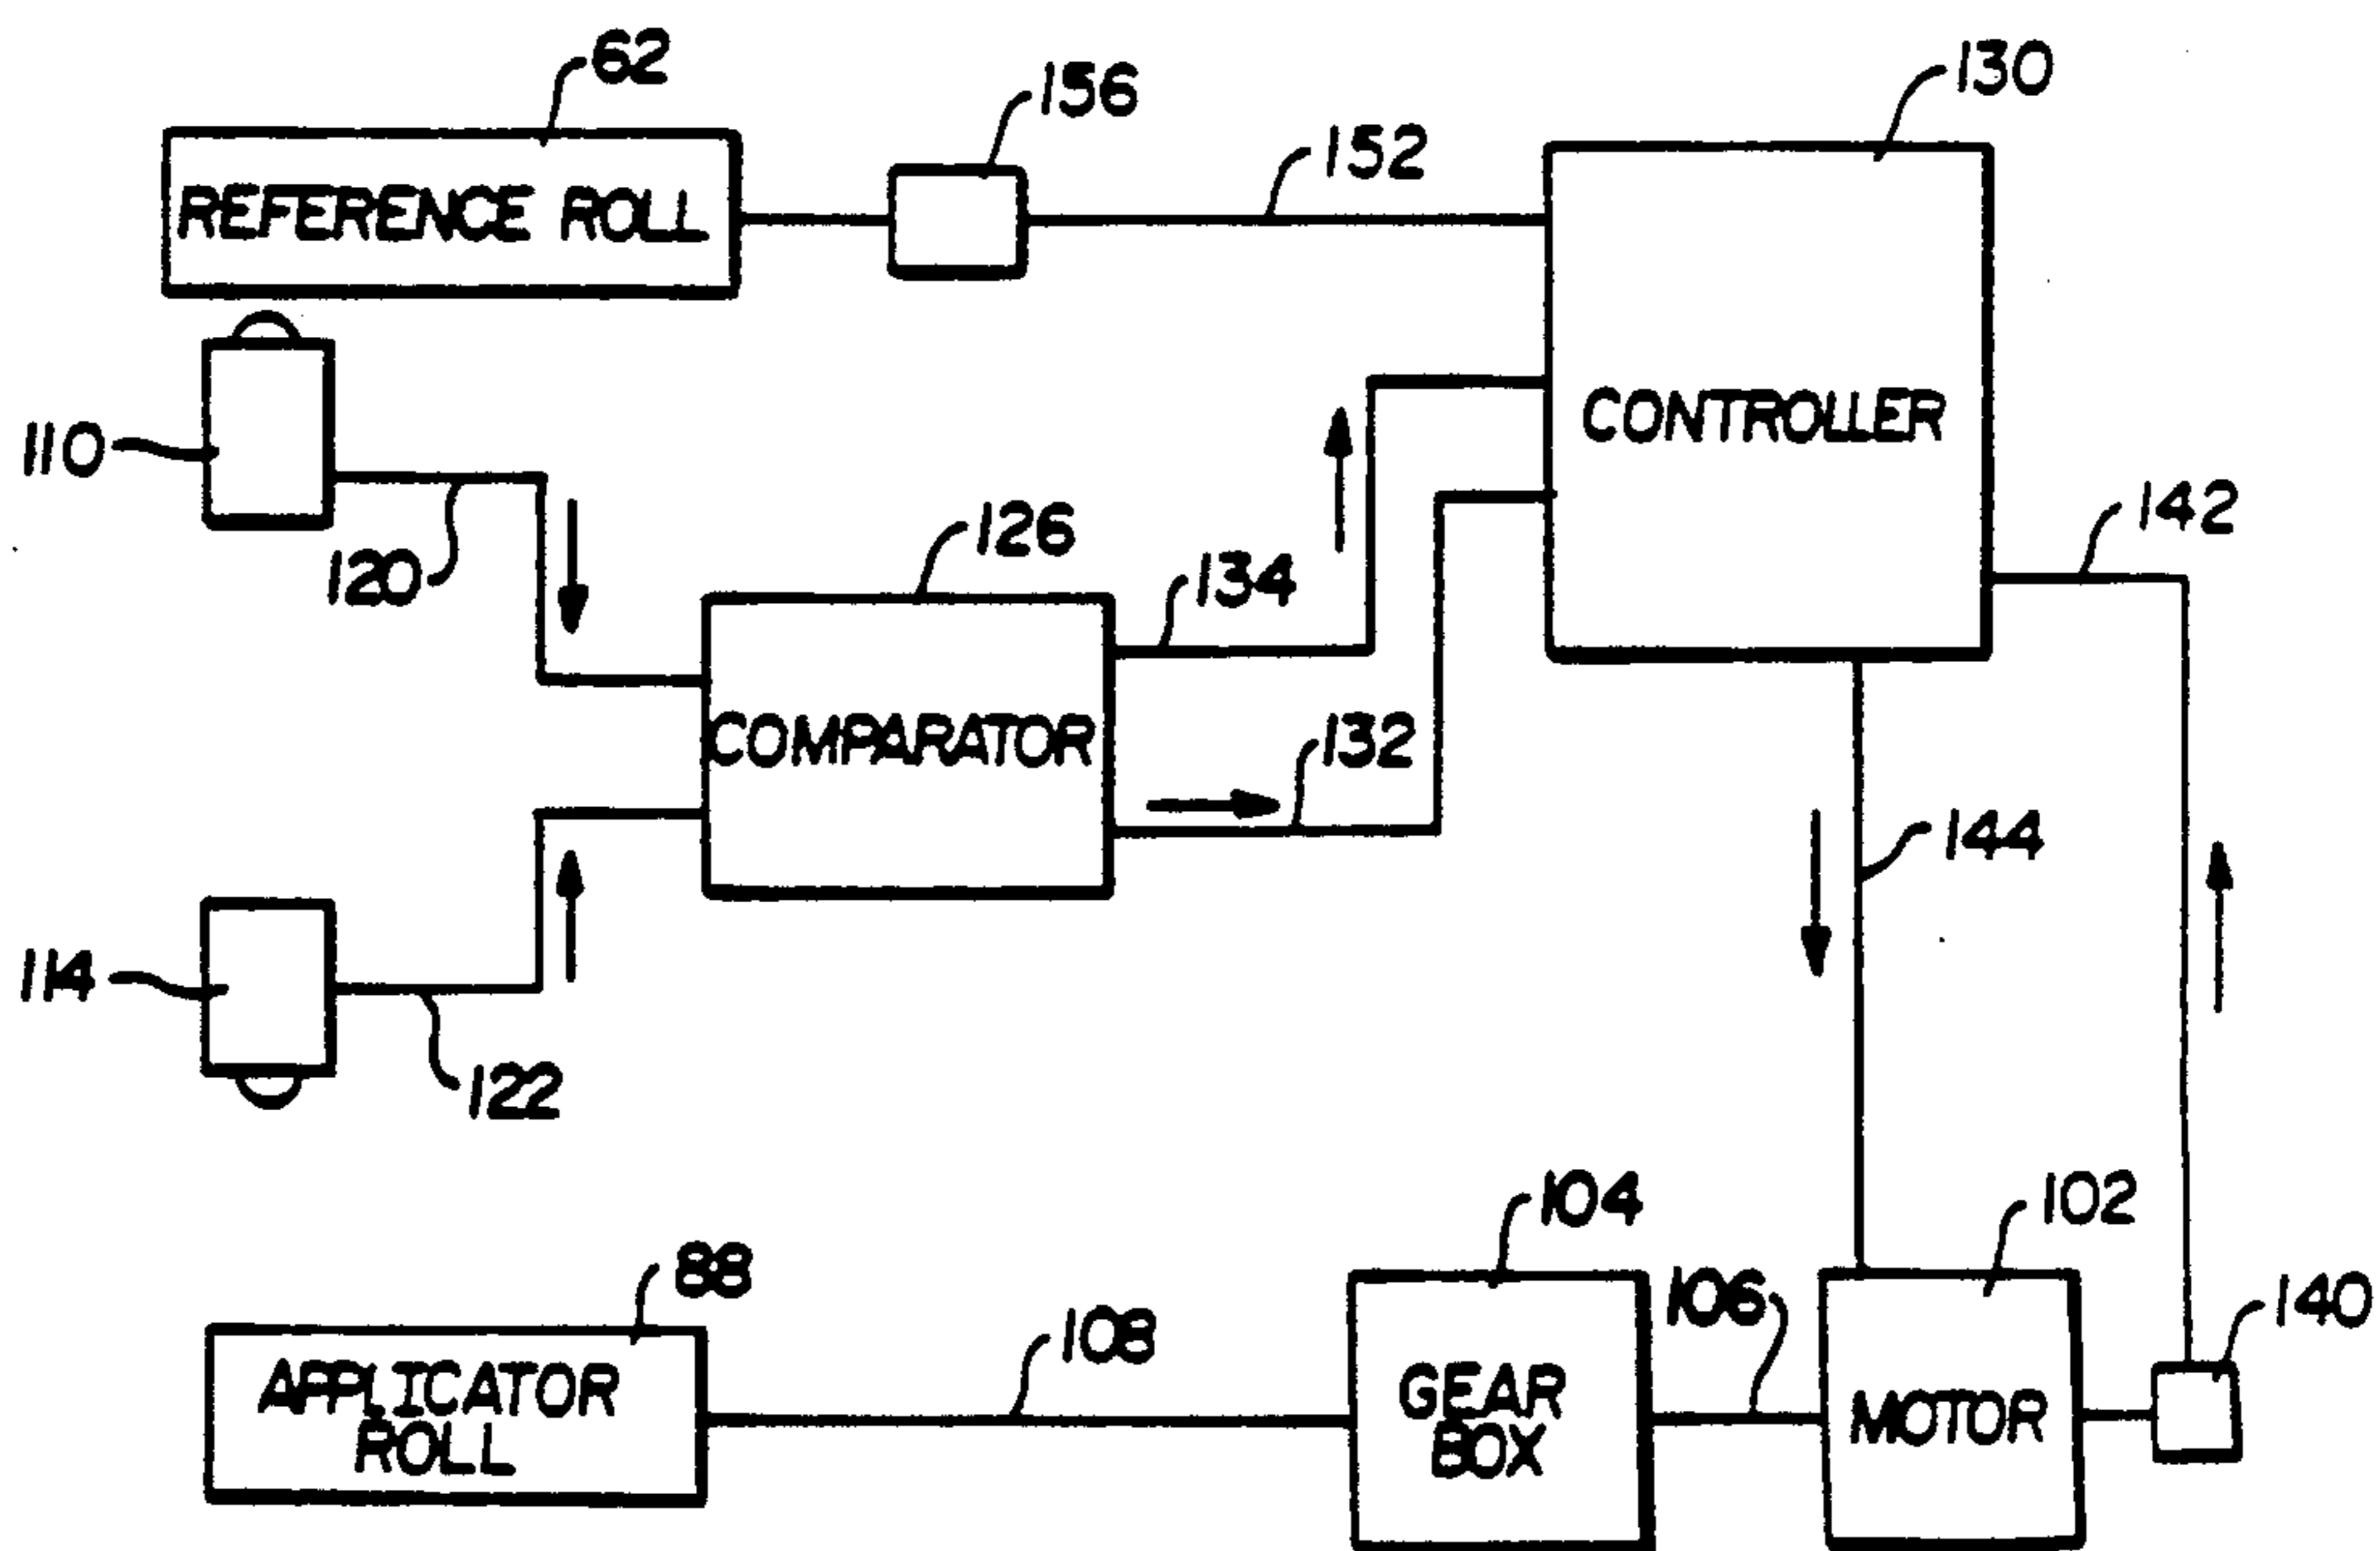 62
156
130
152
REFERENCE ROLL
CONTROLLER
110
142
126
120
134
COMPARATOR
132
144
114
122
104
102
106
88
108
140
APPLICATOR
ROLL
GEAR
BOX
MOTOR